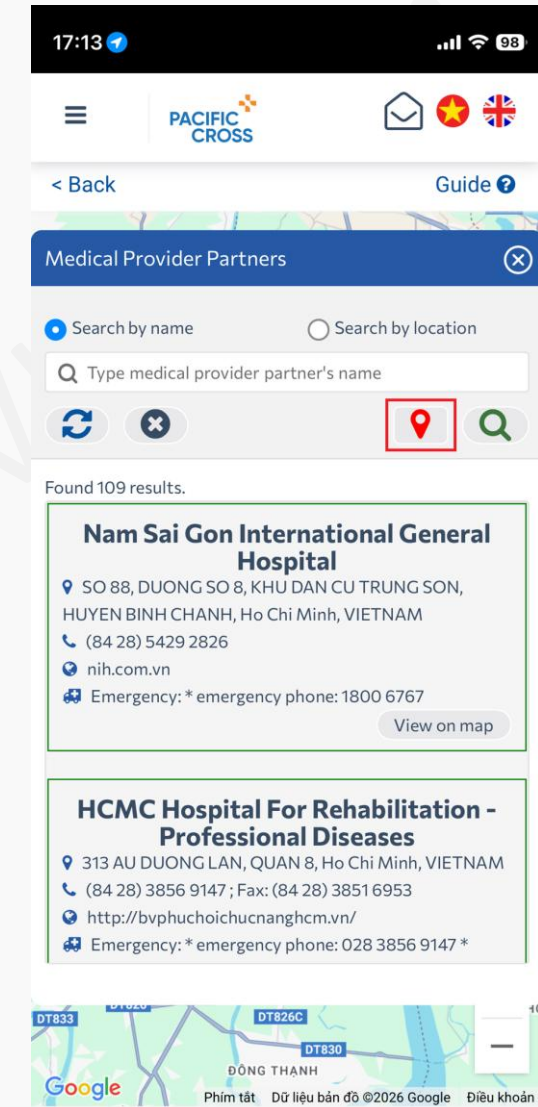 17:13
98
PACIFIC
CROSS
< Back
Guide
Medical Provider Partners
Search by name
Search by location
Type medical provider partner's name
Found 109 results.
Nam Sai Gon International General
Hospital
SO 88, DUONG SO 8, KHU DAN CU TRUNG SON,
HUYEN BINH CHANH, Ho Chi Minh, VIETNAM
(84 28) 5429 2826
nih.com.vn
Emergency: * emergency phone: 1800 6767
View on map
HCMC Hospital For Rehabilitation -
Professional Diseases
313 AU DUONG LAN, QUAN 8, Ho Chi Minh, VIETNAM
(84 28) 3856 9147 ; Fax: (84 28) 3851 6953
http://bvphuchoichucnanghcm.vn/
Emergency: * emergency phone: 028 3856 9147 *
DT833
DT826C
DT830
ĐÔNG THẠNH
Google
Phím tắt
Dữ liệu bản đồ ©2026 Google
Điều khoản